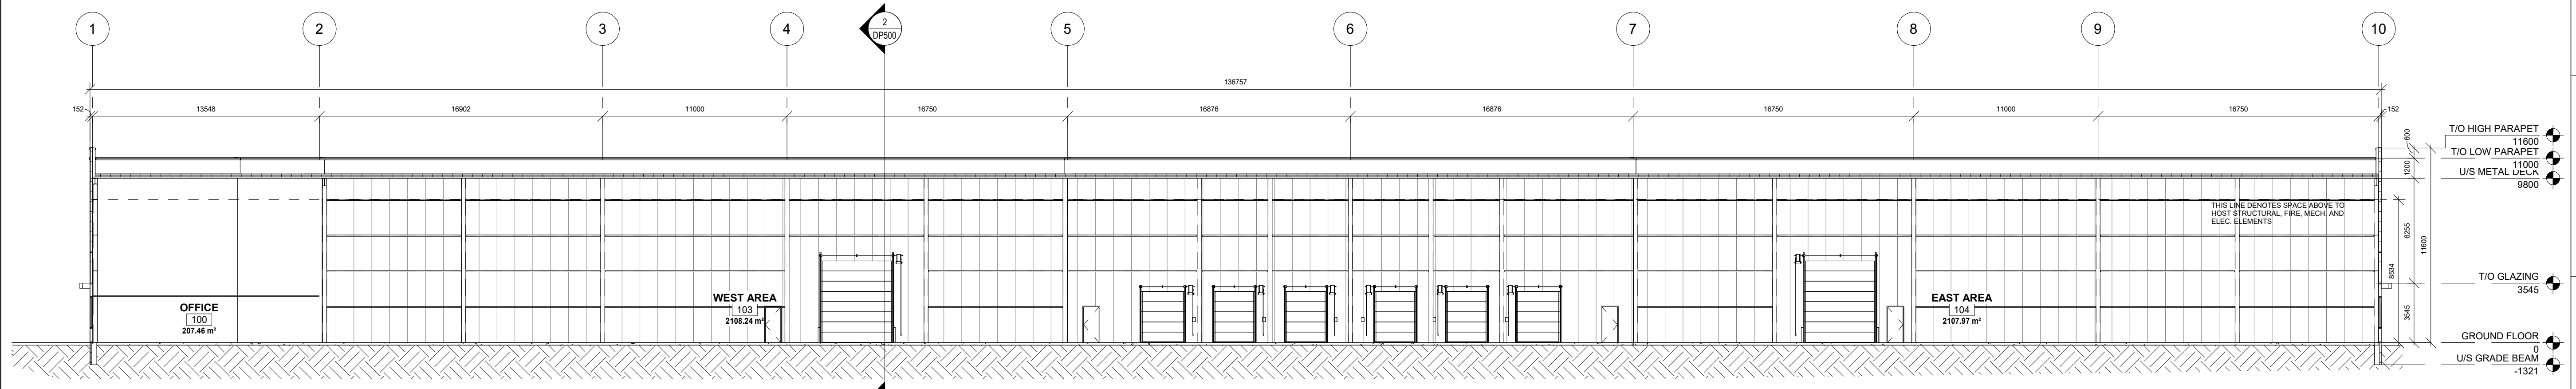 1
2
3
4
2
DP500
5
6
7
8
9
10
136757
152
13548
16902
11000
16750
16876
16876
16750
11000
16750
152
600
1200
6255
3545
8534
11600
T/O HIGH PARAPET
11600
T/O LOW PARAPET
11000
U/S METAL DECK
9800
THIS LINE DENOTES SPACE ABOVE TO
HOST STRUCTURAL, FIRE, MECH. AND
ELEC. ELEMENTS
T/O GLAZING
3545
OFFICE
100
207.46 m²
WEST AREA
103
2108.24 m²
EAST AREA
104
2107.97 m²
GROUND FLOOR
0
U/S GRADE BEAM
-1321